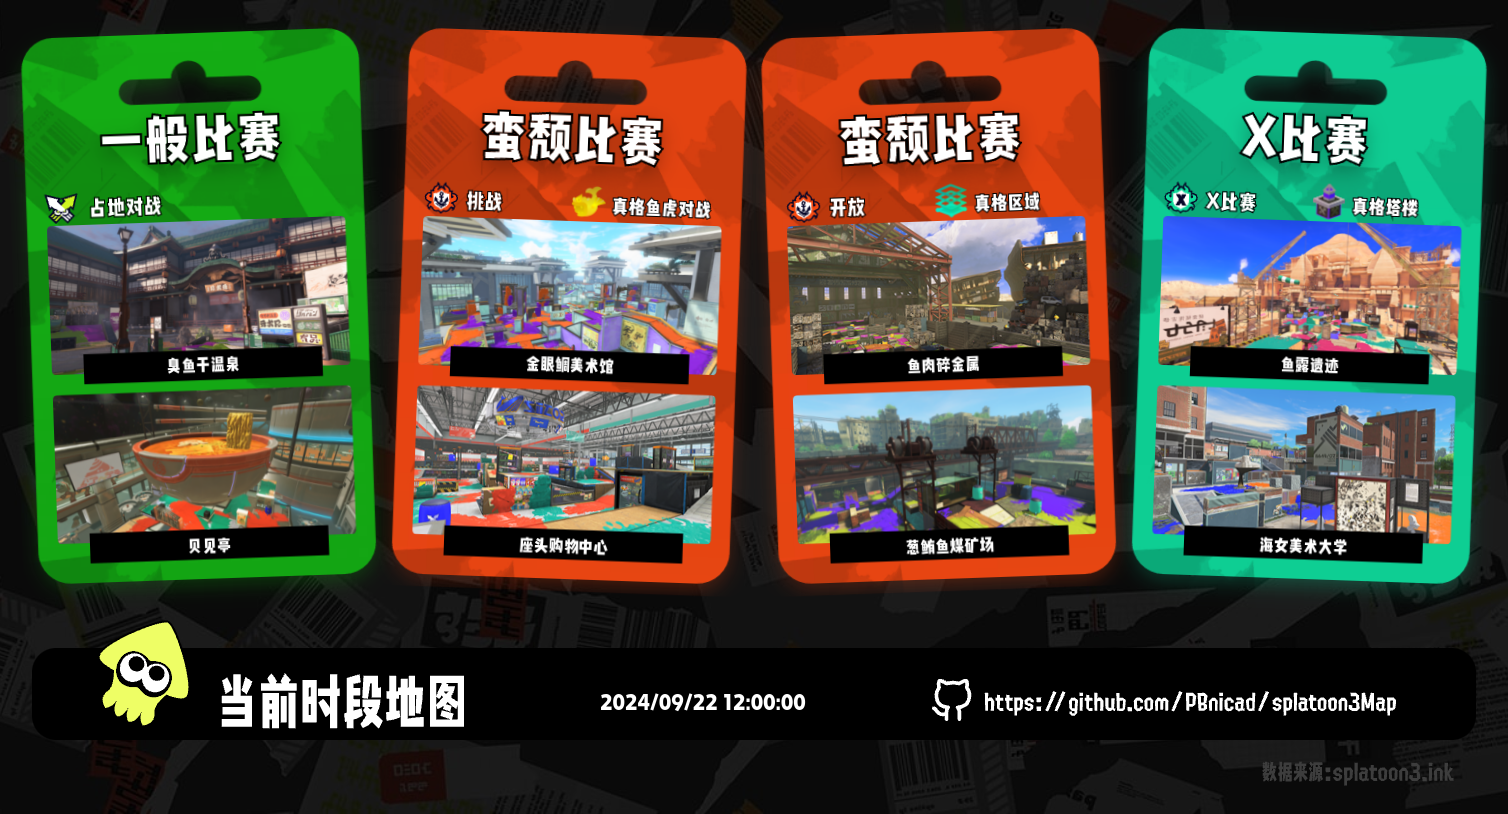 一般比赛
占地对战
臭鱼干温泉
贝见亭
蛮颓比赛
挑战
真格鱼虎对战
金眼鲷美术馆
座头购物中心
蛮颓比赛
开放
真格区域
鱼肉碎金属
葱鲔鱼煤矿场
X比赛
X比赛
真格塔楼
鱼露遗迹
海女美术大学
当前时段地图
2024/09/22 12:00:00
https://github.com/PBnicad/splatoon3Map
数据来源:splatoon3.ink